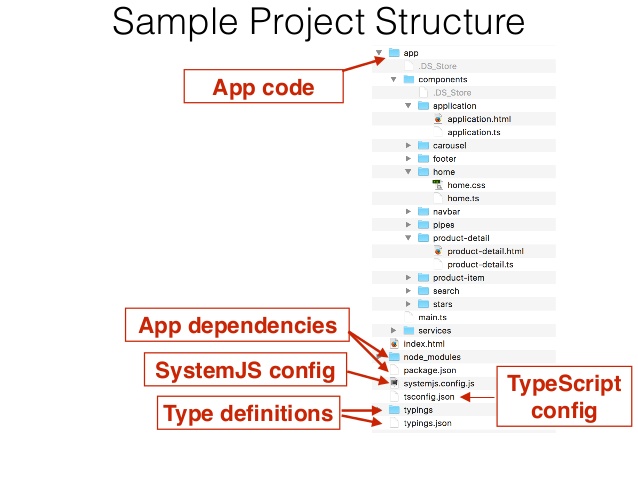 Sample Project Structure
app
.DS_Store
App code
components
.DS_Store
application
application.html
application.ts
carousel
footer
home
home.css
home.ts
navbar
pipes
product-detail
product-detail.html
product-detail.ts
product-item
search
stars
main.ts
App dependencies
services
index.html
node_modules
SystemJS config
package.json
systemjs.config.js
TypeScript
config
tsconfig.json
Type definitions
typings
typings.json